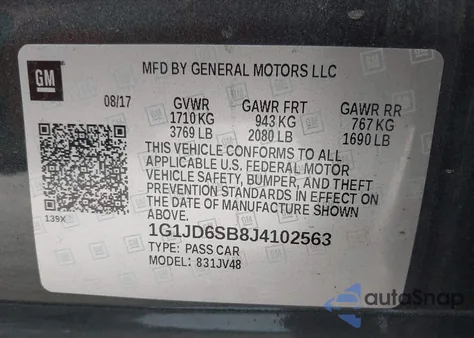 GM
MFD BY GENERAL MOTORS LLC
08/17 GVWR GAWR FRT GAWR RR
1710 KG 943 KG 767 KG
3769 LB 2080 LB 1690 LB
THIS VEHICLE CONFORMS TO ALL
APPLICABLE U.S. FEDERAL MOTOR
VEHICLE SAFETY, BUMPER, AND THEFT
PREVENTION STANDARDS IN EFFECT ON
THE DATE OF MANUFACTURE SHOWN
ABOVE.
139X
1G1JD6SB8J4102563
TYPE: PASS CAR
MODEL: 831JV48
autoSnap